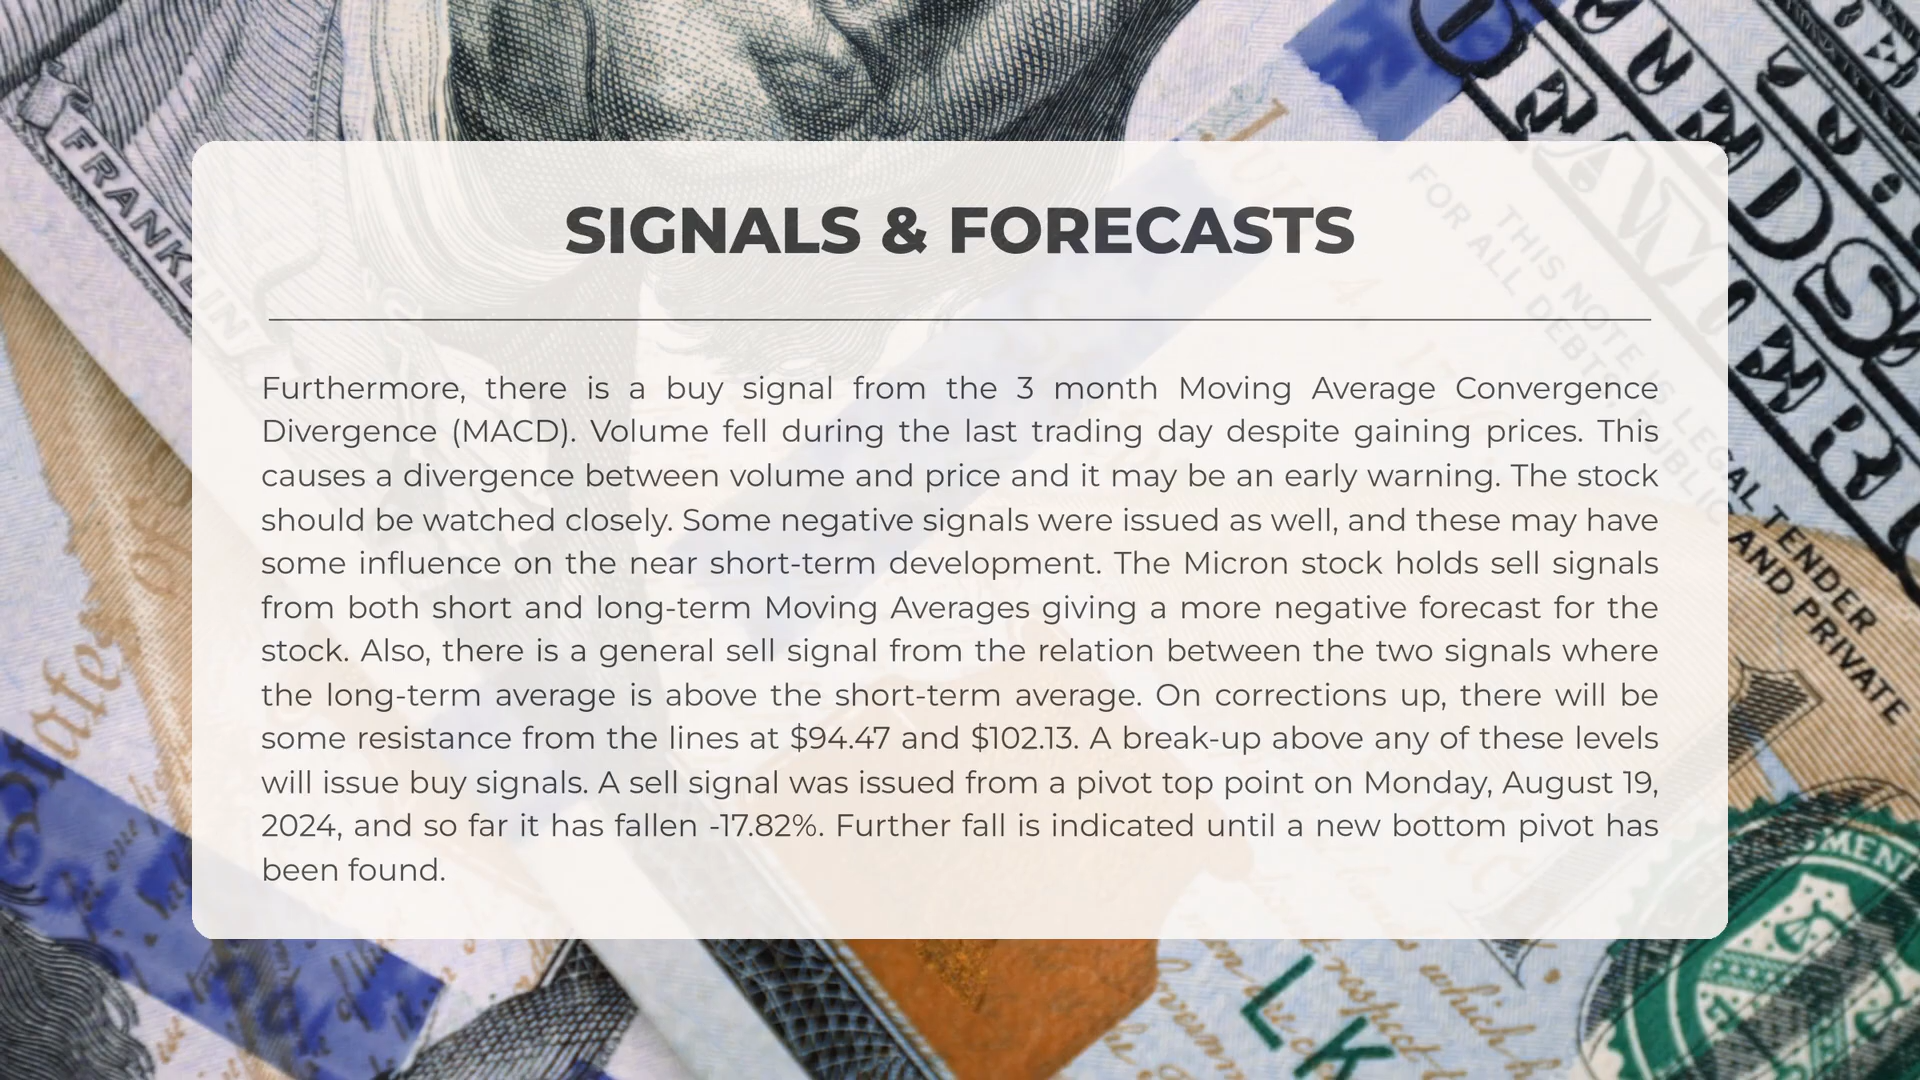 FRANKLIN
THIS NOTE IS LEGAL TENDER
FOR ALL DEBTS, PUBLIC AND PRIVATE
SIGNALS & FORECASTS
Furthermore, there is a buy signal from the 3 month Moving Average Convergence
Divergence (MACD). Volume fell during the last trading day despite gaining prices. This
causes a divergence between volume and price and it may be an early warning. The stock
should be watched closely. Some negative signals were issued as well, and these may have
some influence on the near short-term development. The Micron stock holds sell signals
from both short and long-term Moving Averages giving a more negative forecast for the
stock. Also, there is a general sell signal from the relation between the two signals where
the long-term average is above the short-term average. On corrections up, there will be
some resistance from the lines at $94.47 and $102.13. A break-up above any of these levels
will issue buy signals. A sell signal was issued from a pivot top point on Monday, August 19,
2024, and so far it has fallen -17.82%. Further fall is indicated until a new bottom pivot has
been found.
L K